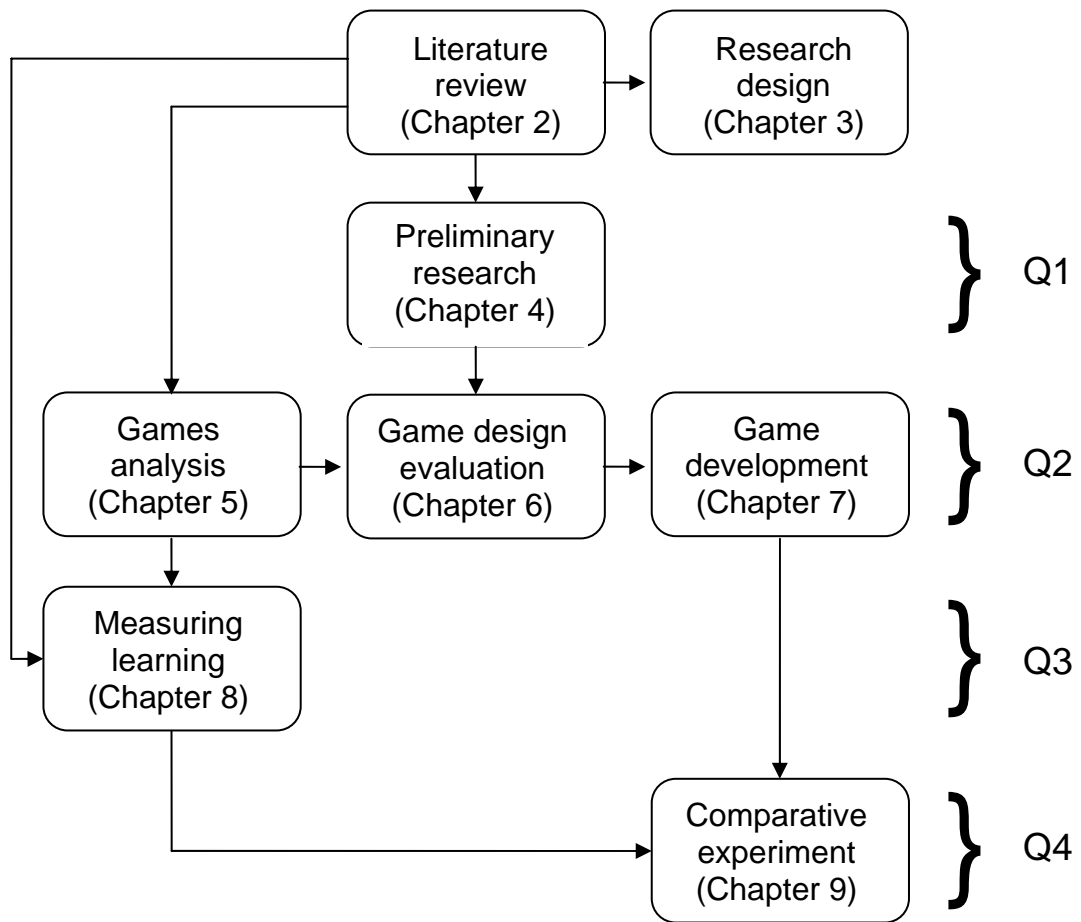 Literature
review
(Chapter 2)
Research
design
(Chapter 3)
Preliminary
research
(Chapter 4)
}
Q1
Games
analysis
(Chapter 5)
Game design
evaluation
(Chapter 6)
Game
development
(Chapter 7)
}
Q2
Measuring
learning
(Chapter 8)
}
Q3
Comparative
experiment
(Chapter 9)
}
Q4